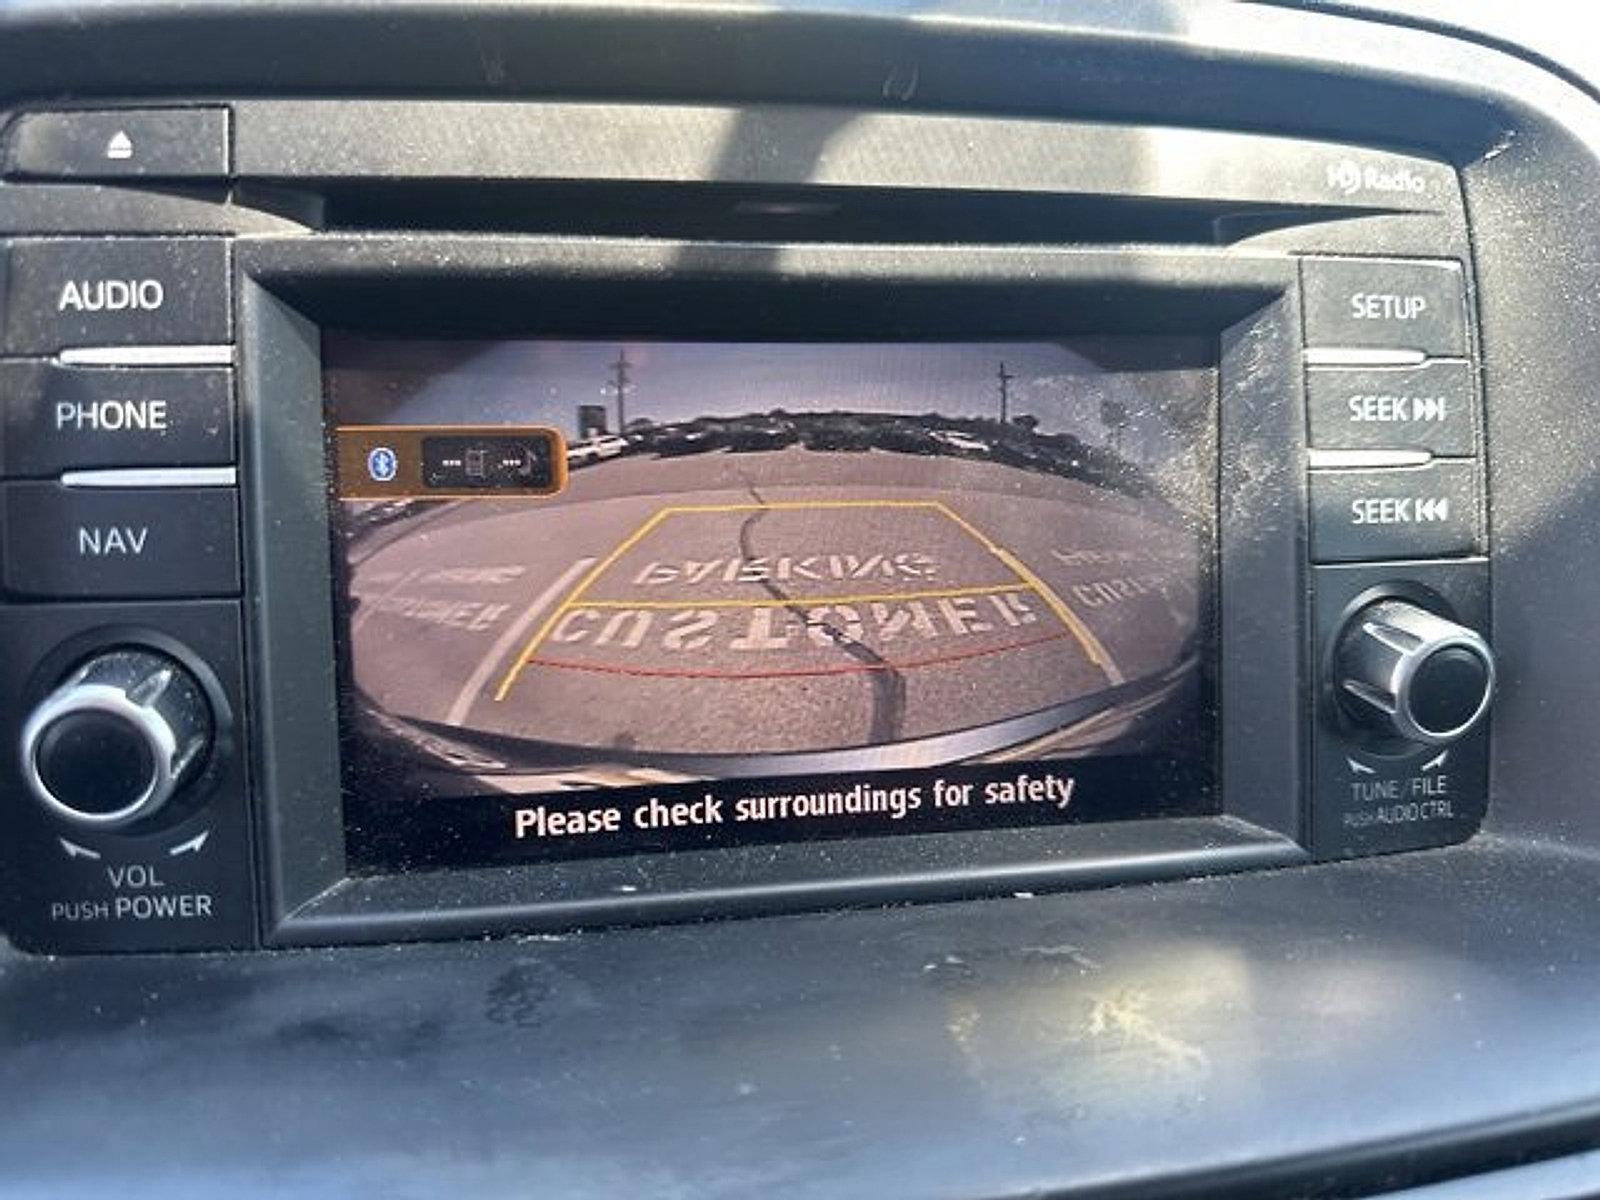 HD Radio
AUDIO
PHONE
NAV
VOL
PUSH POWER
SETUP
SEEK
SEEK
TUNE / FILE
PUSH AUDIO CTRL
PARKING
CUSTOMER
Please check surroundings for safety